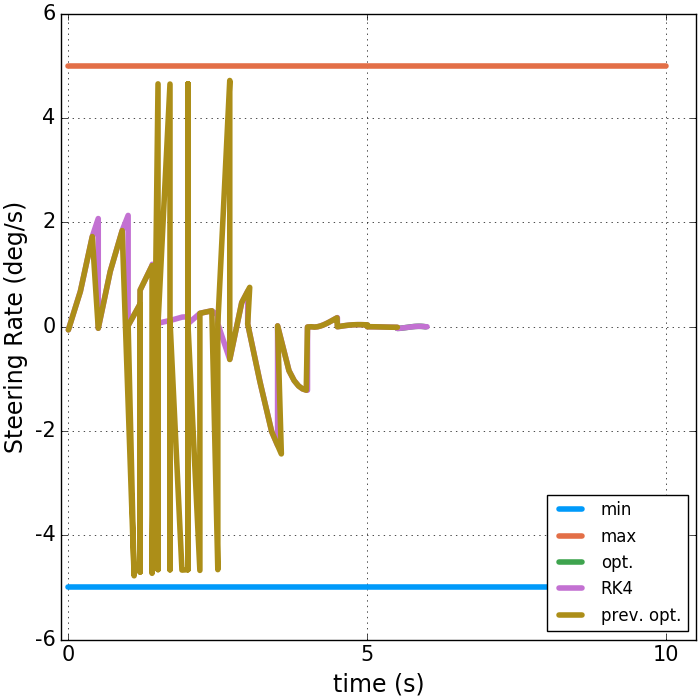 6
4
2
0
-2
-4
-6
Steering Rate (deg/s)
0
5
10
time (s)
min
max
opt.
RK4
prev. opt.